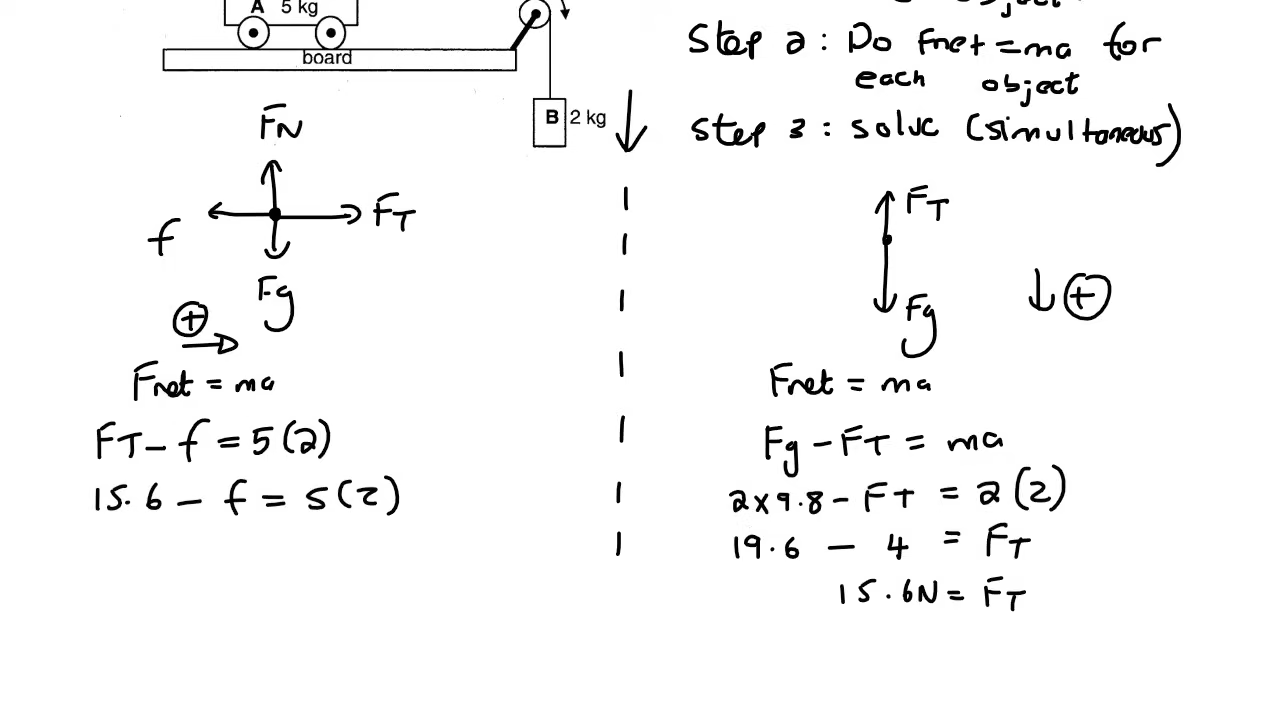 A 5 kg
board
B 2 kg
object
Step 2 : Do Fnet = ma for
each object
Step 3 : solve (simultaneous)
FN
f
FT
Fg
+
Fnet = ma
FT - f = 5(2)
15.6 - f = 5(2)
FT
Fg
+
Fnet = ma
Fg - FT = ma
2x9.8 - FT = 2(2)
19.6 - 4 = FT
15.6N = FT